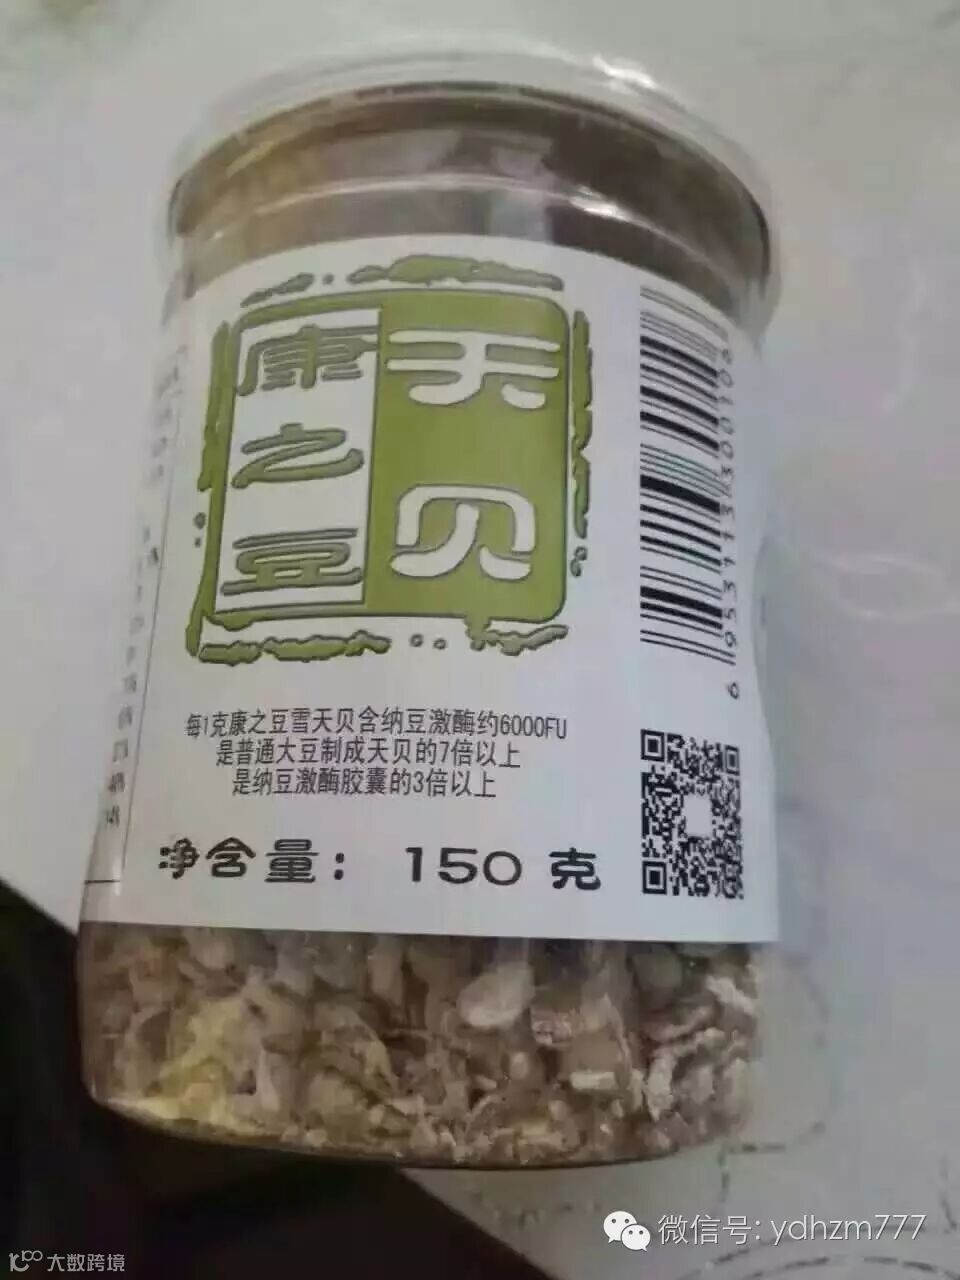 天贝
康之豆
每1克康之豆雪天贝含纳豆激酶约6000FU
是普通大豆制成天贝的7倍以上
是纳豆激酶胶囊的3倍以上
净含量：150 克
微信号: ydhzm777
大数跨境